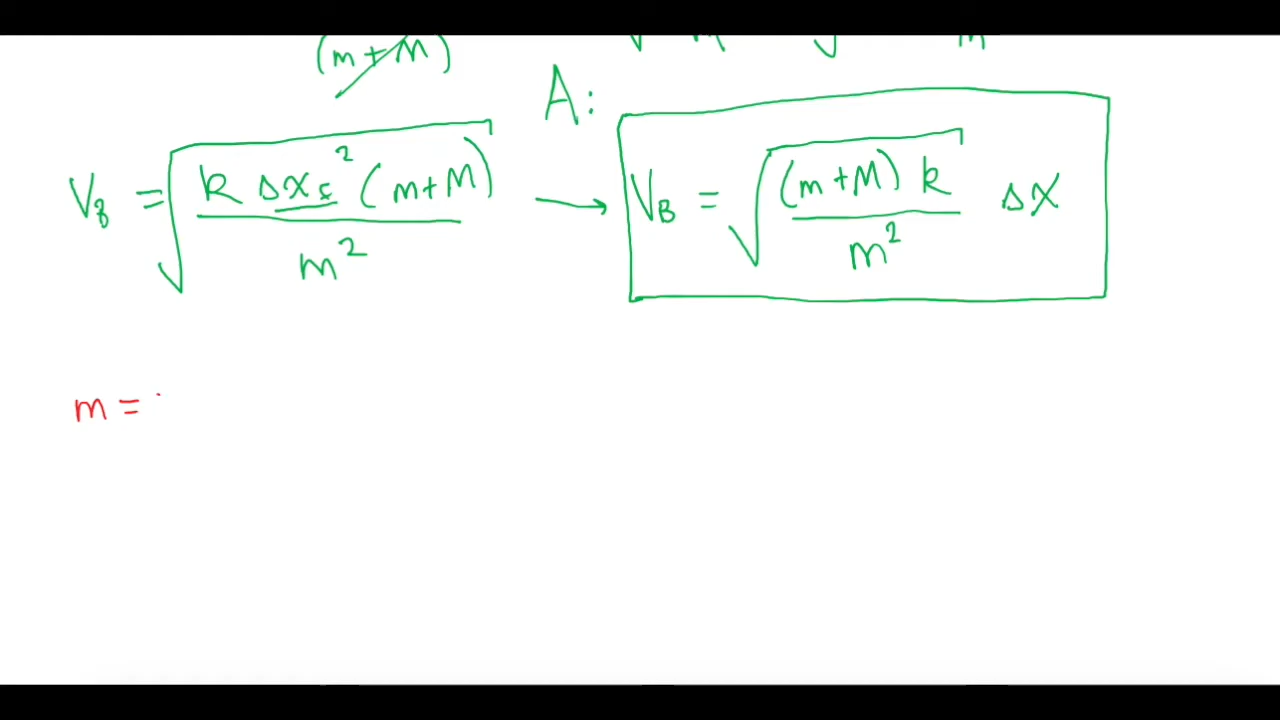 (m + M)
A:
V_B = √(k Δx_f² (m+M) / m²) → V_B = √((m+M) k / m²) Δx
m =